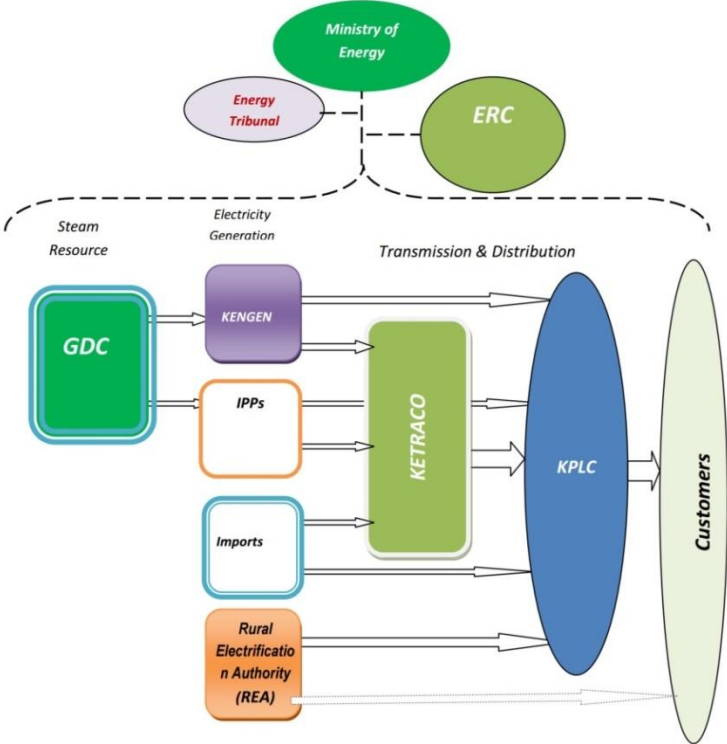 Ministry of
Energy
Energy
Tribunal
ERC
Steam
Resource
Electricity
Generation
Transmission & Distribution
GDC
KENGEN
IPPs
KETRACO
Imports
KPLC
Customers
Rural
Electrificatio
n Authority
(REA)